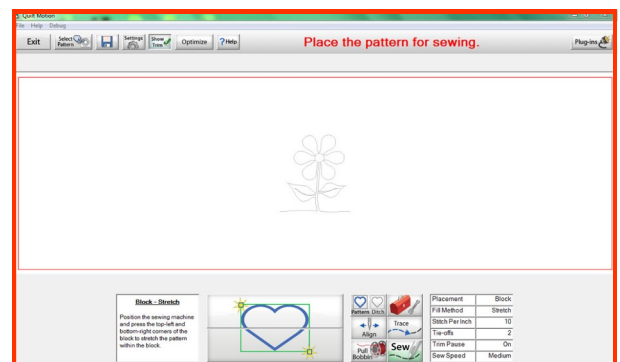 Quilt Motion
File Help Debug
Exit
Select
Pattern
Settings
Show
Trim
Optimize
?Help
Place the pattern for sewing.
Plug-ins
Block - Stretch
Position the sewing machine
and press the top-left and
bottom-right corners of the
block to stretch the pattern
within the block.
Pattern Ditch
Align
Trace
Pull
Bobbin
Sew
Placement Block
Fill Method Stretch
Stitch Per Inch 10
Tie-offs 2
Trim Pause On
Sew Speed Medium